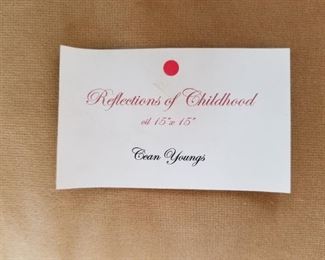 Reflections of Childhood
oil 15"x 15"
Cean Youngs